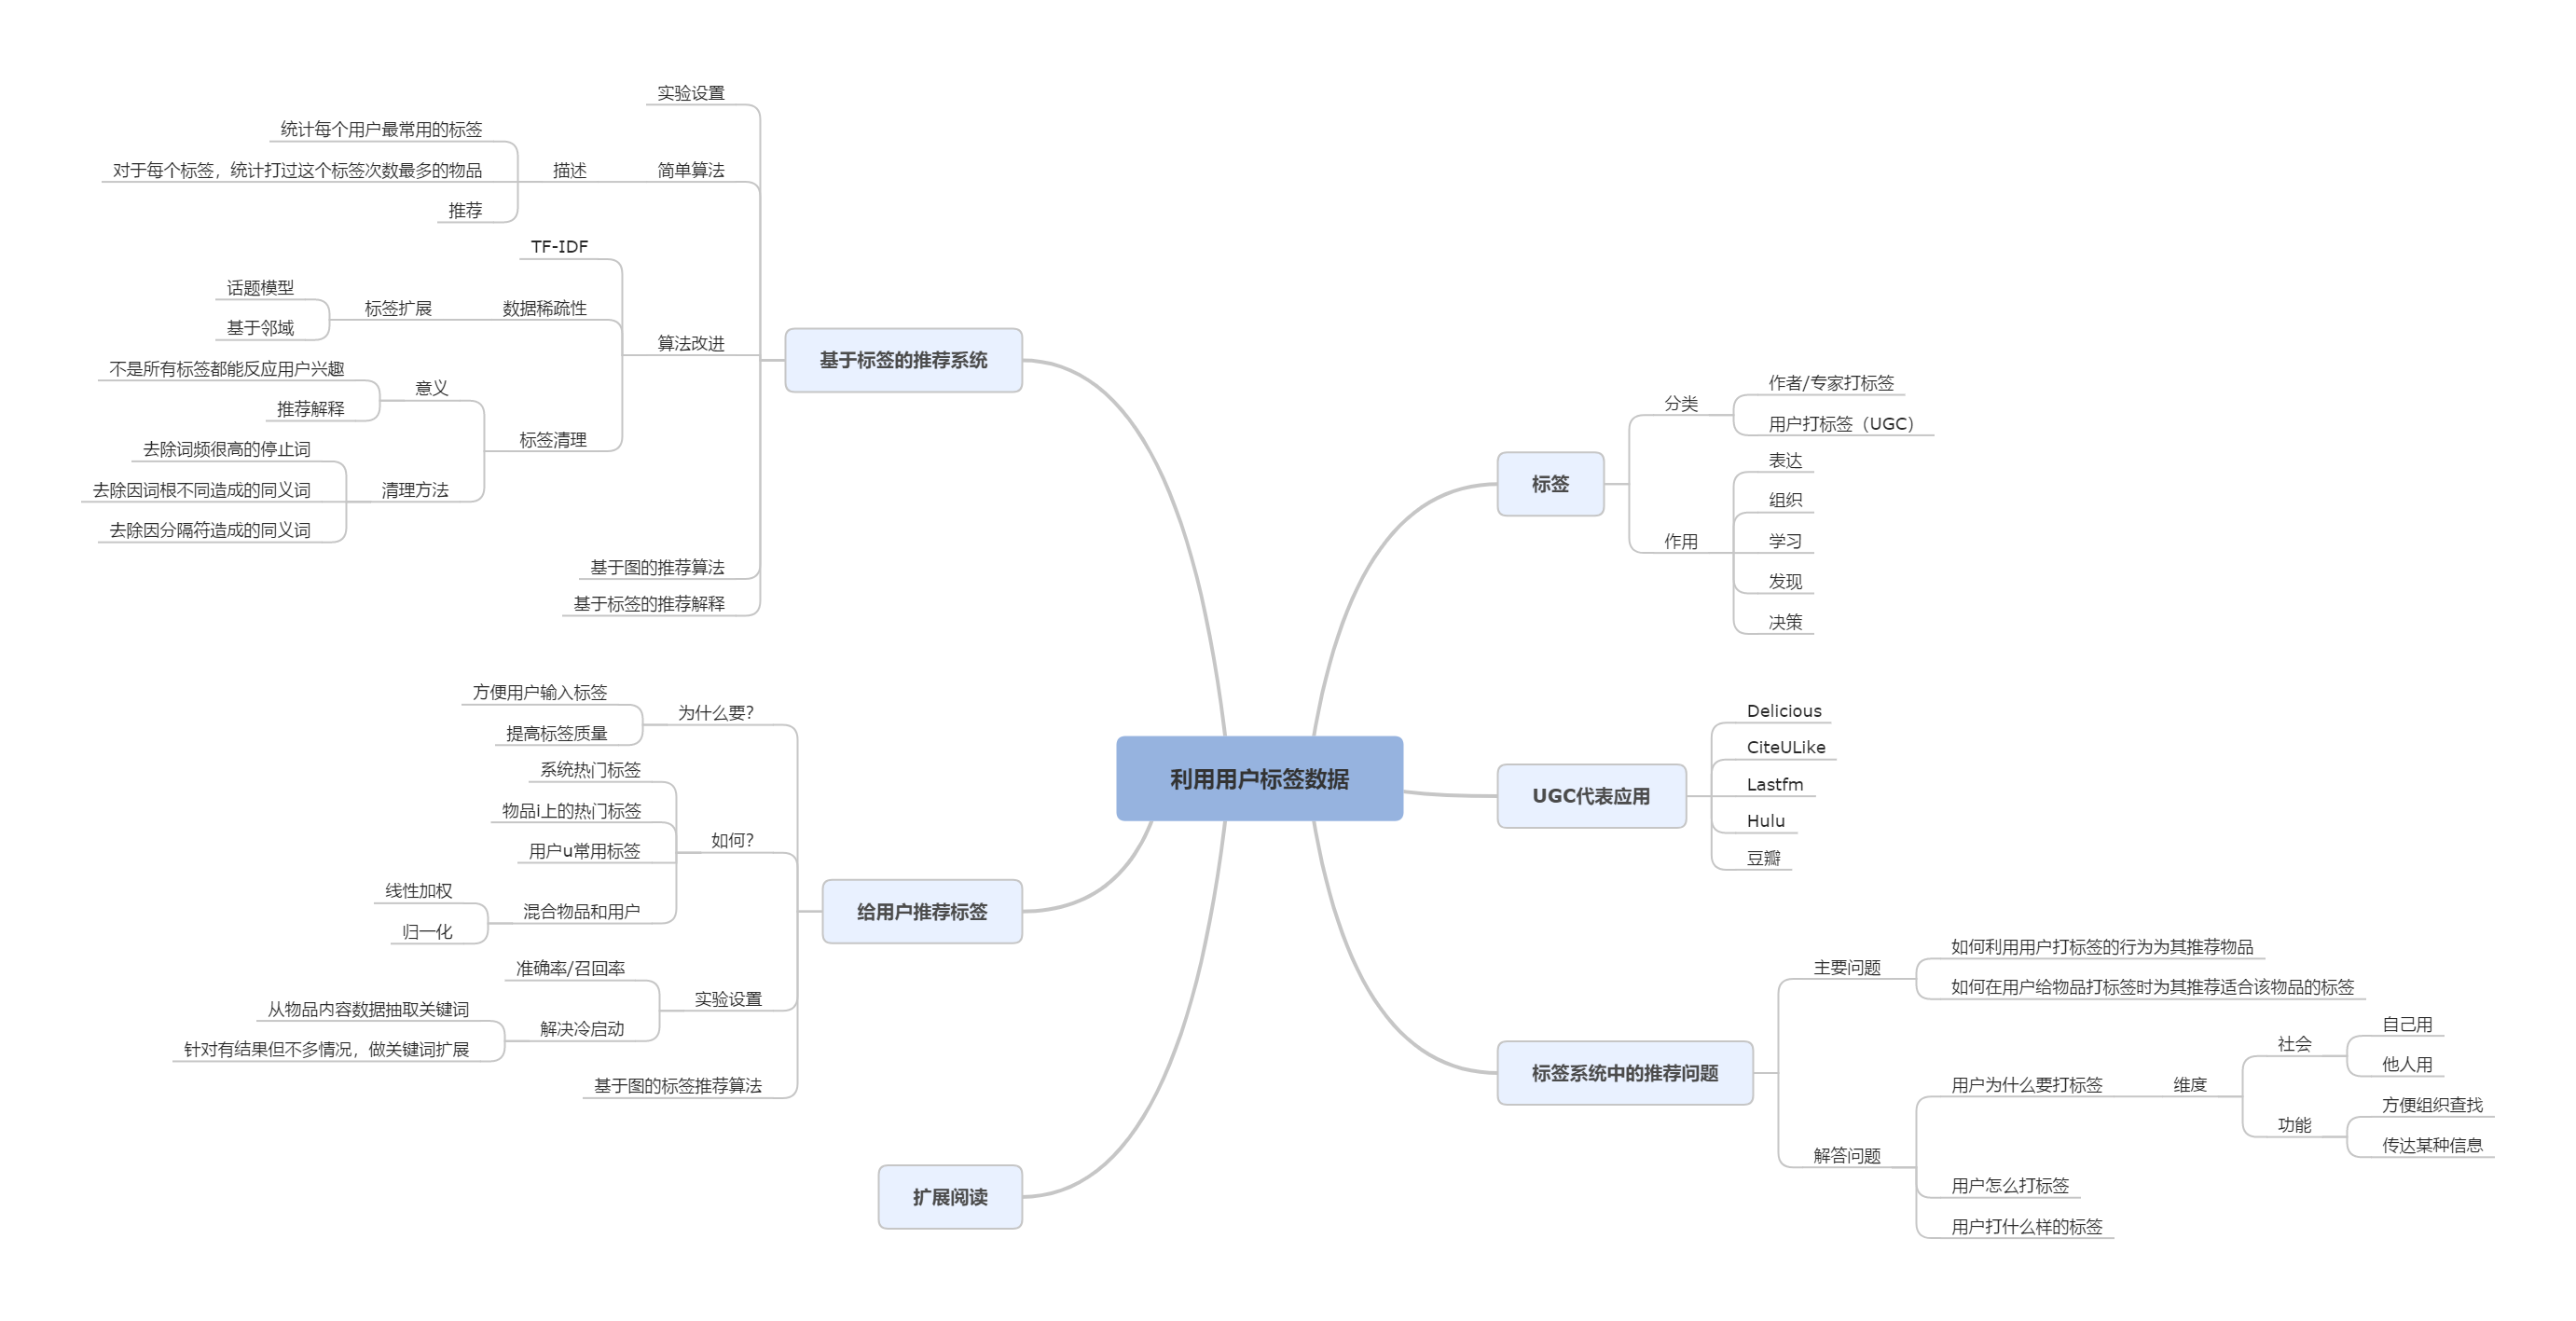 利用用户标签数据
标签
分类
作者/专家打标签
用户打标签（UGC）
作用
表达
组织
学习
发现
决策
UGC代表应用
Delicious
CiteULike
Lastfm
Hulu
豆瓣
标签系统中的推荐问题
主要问题
如何利用用户打标签的行为为其推荐物品
如何在用户给物品打标签时为其推荐适合该物品的标签
解答问题
用户为什么要打标签
维度
社会
自己用
他人用
功能
方便组织查找
传达某种信息
用户怎么打标签
用户打什么样的标签
基于标签的推荐系统
实验设置
简单算法
描述
统计每个用户最常用的标签
对于每个标签，统计打过这个标签次数最多的物品
推荐
算法改进
TF-IDF
数据稀疏性
标签扩展
话题模型
基于邻域
标签清理
意义
不是所有标签都能反应用户兴趣
推荐解释
清理方法
去除词频很高的停止词
去除因词根不同造成的同义词
去除因分隔符造成的同义词
基于图的推荐算法
基于标签的推荐解释
给用户推荐标签
为什么要？
方便用户输入标签
提高标签质量
如何？
系统热门标签
物品i上的热门标签
用户u常用标签
混合物品和用户
线性加权
归一化
实验设置
准确率/召回率
解决冷启动
从物品内容数据抽取关键词
针对有结果但不多情况，做关键词扩展
基于图的标签推荐算法
扩展阅读